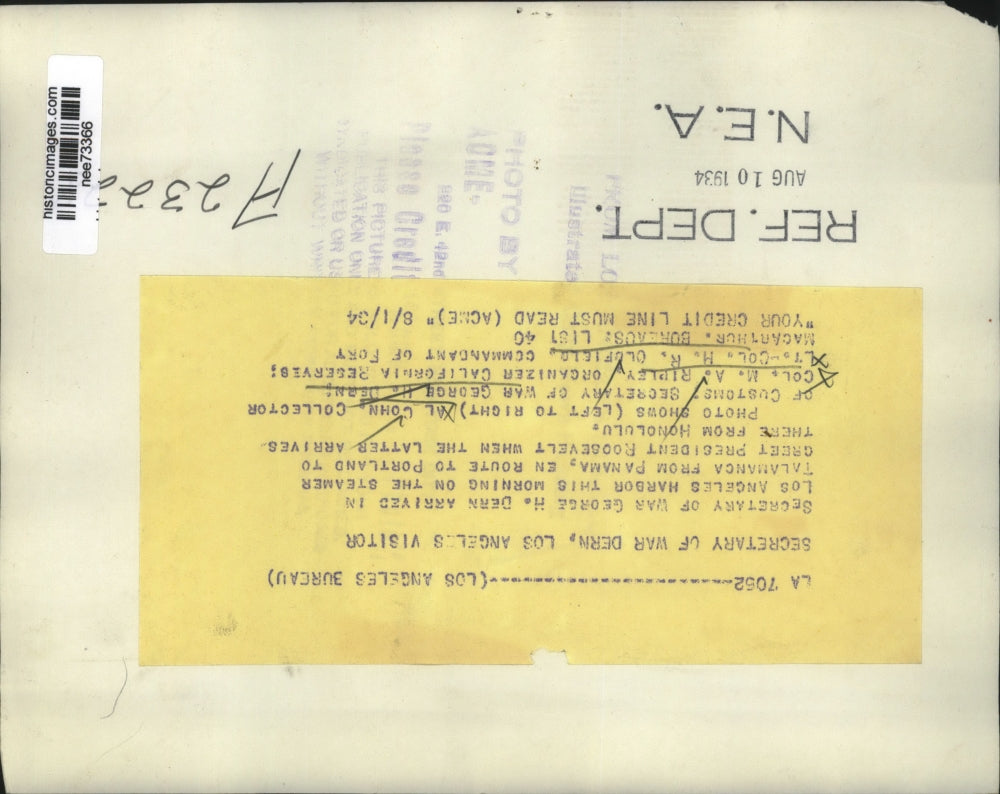 LA 7052------------------------(LOS ANGELES BUREAU)
SECRETARY OF WAR DERN, LOS ANGELES VISITOR
SECRETARY OF WAR GEORGE H. DERN ARRIVED IN
LOS ANGELES HARBOR THIS MORNING ON THE STEAMER
TALAMANCA FROM PANAMA, EN ROUTE TO PORTLAND TO
GREET PRESIDENT ROOSEVELT WHEN THE LATTER ARRIVES
THERE FROM HONOLULU.
PHOTO SHOWS (LEFT TO RIGHT) AL COHN, COLLECTOR
OF CUSTOMS; SECRETARY OF WAR GEORGE H. DERN;
COL. M. A. RIPLEY, ORGANIZER CALIFORNIA RESERVES;
LT.-COL. H. R. OLDFIELD, COMMANDANT OF FORT
MACARTHUR. BUREAUS: LIST 4C
"YOUR CREDIT LINE MUST READ (ACME)" 8/1/34
REF. DEPT.
AUG 10 1934
N.E.A.
historicimages.com
nee73366
PHOTO BY
ACME.
220 E. 42nd
Please Credit
THIS PICTURE